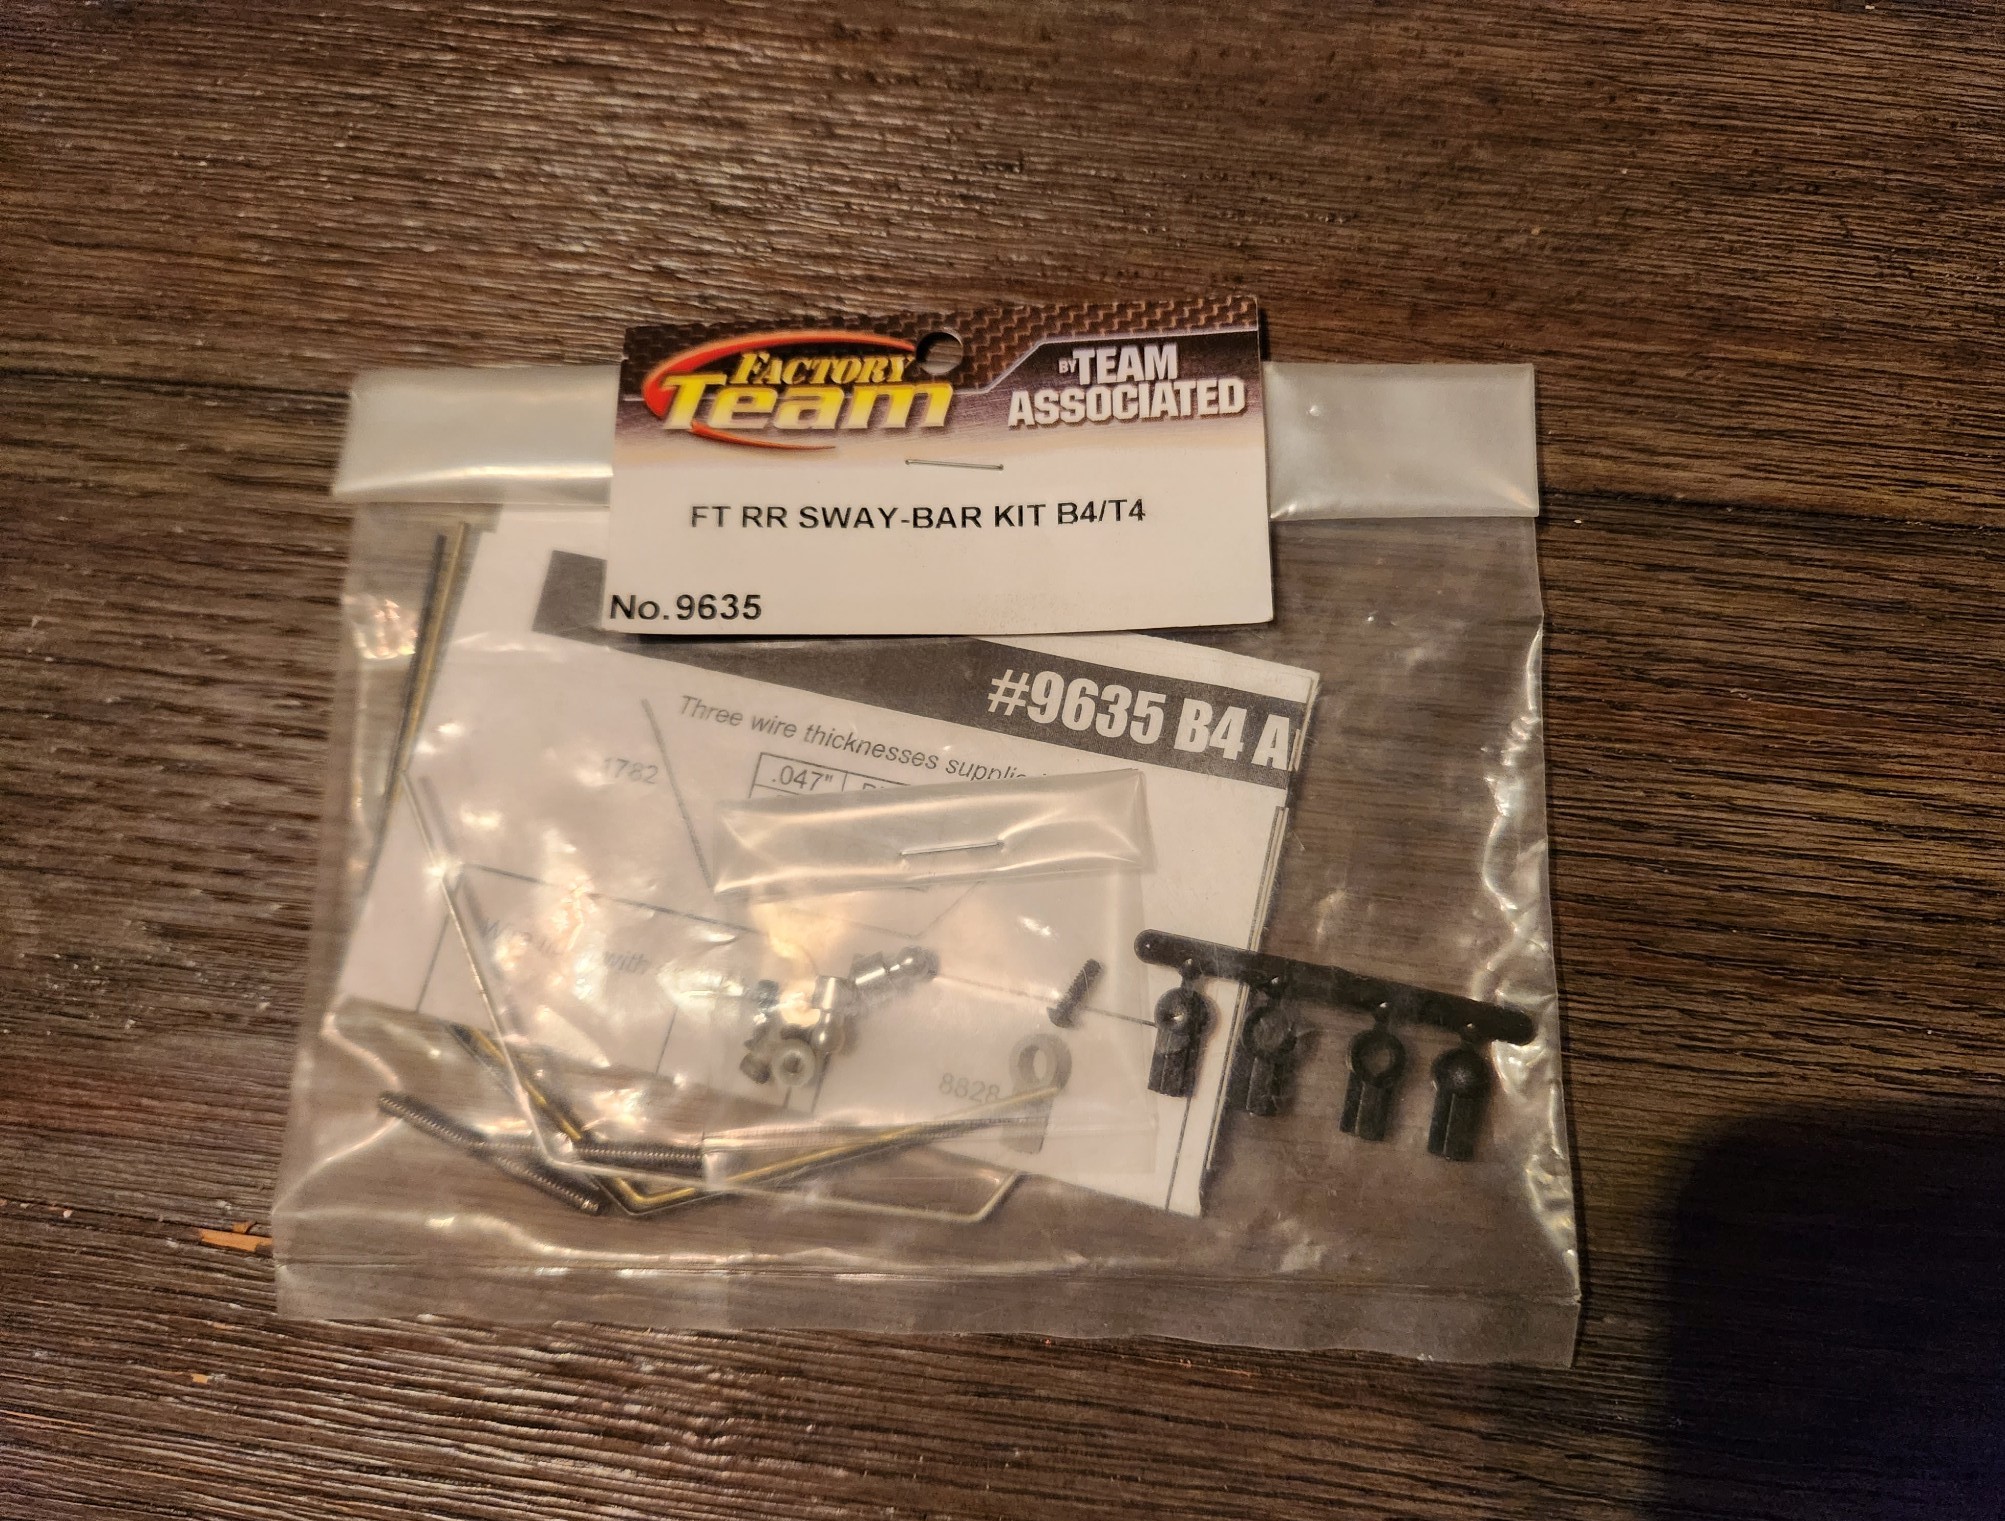 FACTORY
Team
BY TEAM
ASSOCIATED
FT RR SWAY-BAR KIT B4/T4
No.9635
#9635 B4 A
Three wire thicknesses
1782
.047"
8828